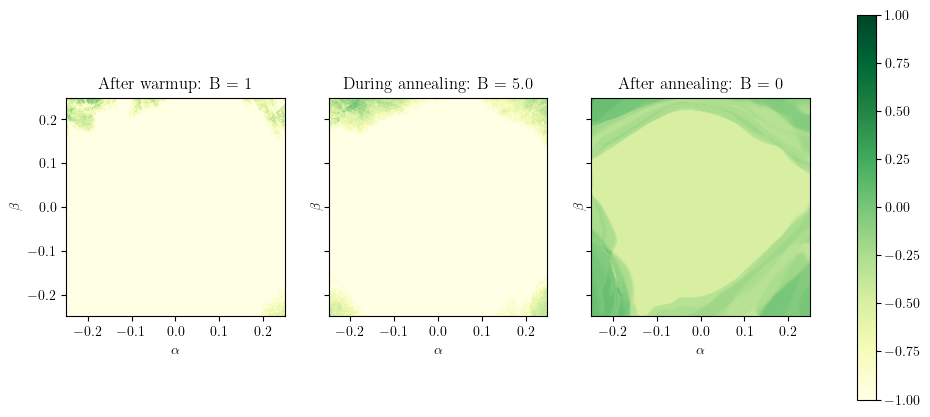 After warmup: B = 1
During annealing: B = 5.0
After annealing: B = 0
β
0.2
0.1
0.0
−0.1
−0.2
β
β
−0.2 −0.1 0.0 0.1 0.2
−0.2 −0.1 0.0 0.1 0.2
−0.2 −0.1 0.0 0.1 0.2
α
α
α
1.00
0.75
0.50
0.25
0.00
−0.25
−0.50
−0.75
−1.00